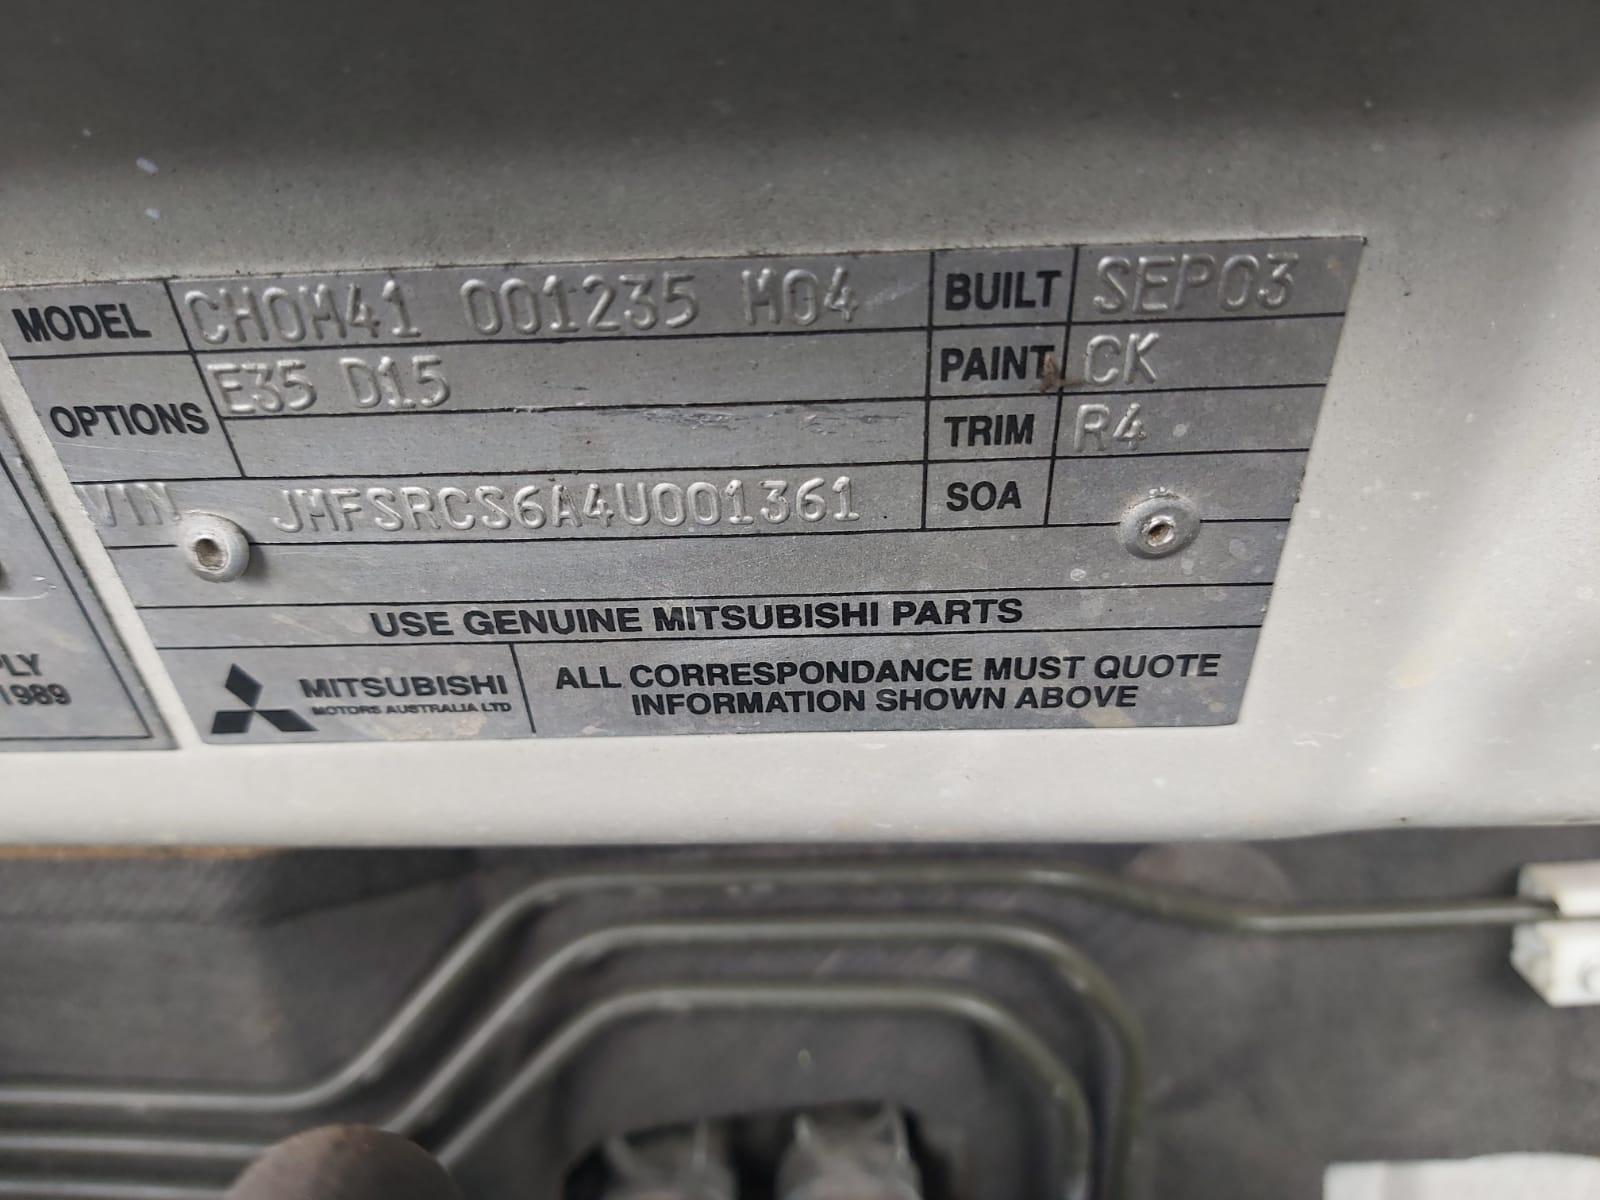 MODEL CH0M41 001235 M04 BUILT SEP03
OPTIONS E35 D15 PAINT CK
TRIM R4
VIN JMFSRCS6A4U001361 SOA
USE GENUINE MITSUBISHI PARTS
MITSUBISHI
MOTORS AUSTRALIA LTD
ALL CORRESPONDANCE MUST QUOTE
INFORMATION SHOWN ABOVE
PLY
1989